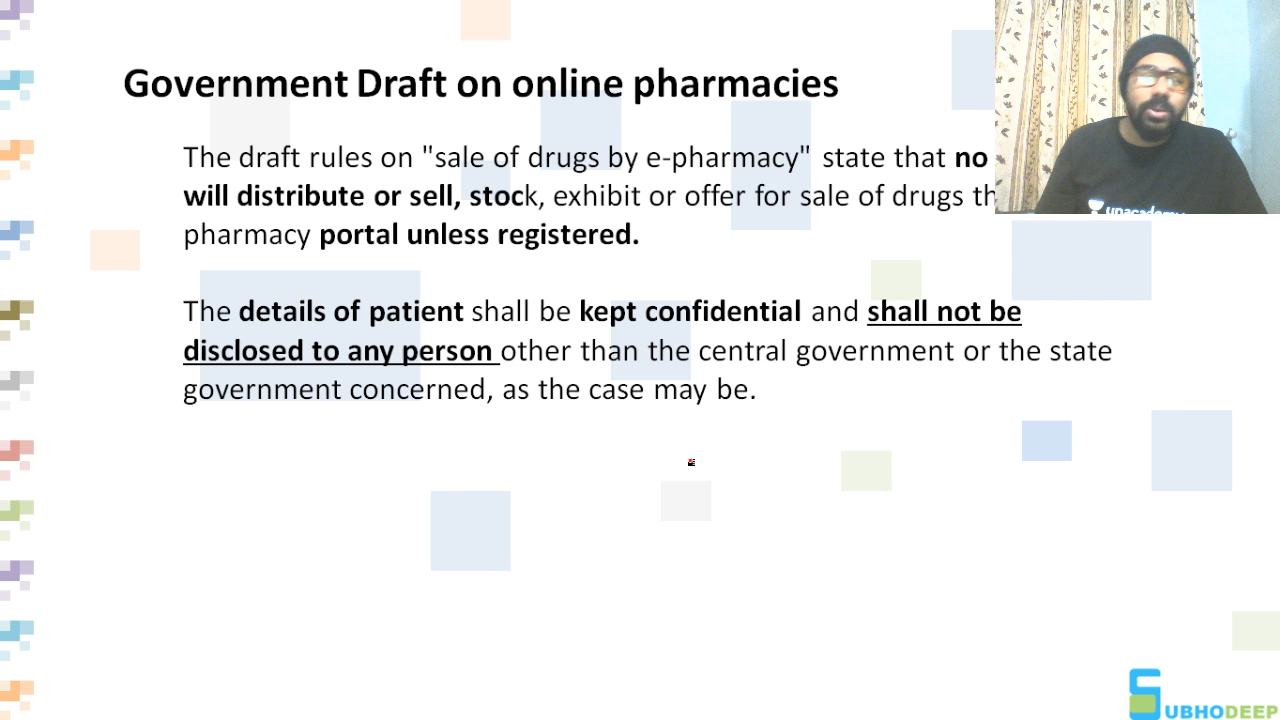 Government Draft on online pharmacies
The draft rules on "sale of drugs by e-pharmacy" state that no
will distribute or sell, stock, exhibit or offer for sale of drugs
pharmacy portal unless registered.
The details of patient shall be kept confidential and shall not be
disclosed to any person other than the central government or the state
government concerned, as the case may be.
unacademy
SUBHODEEP